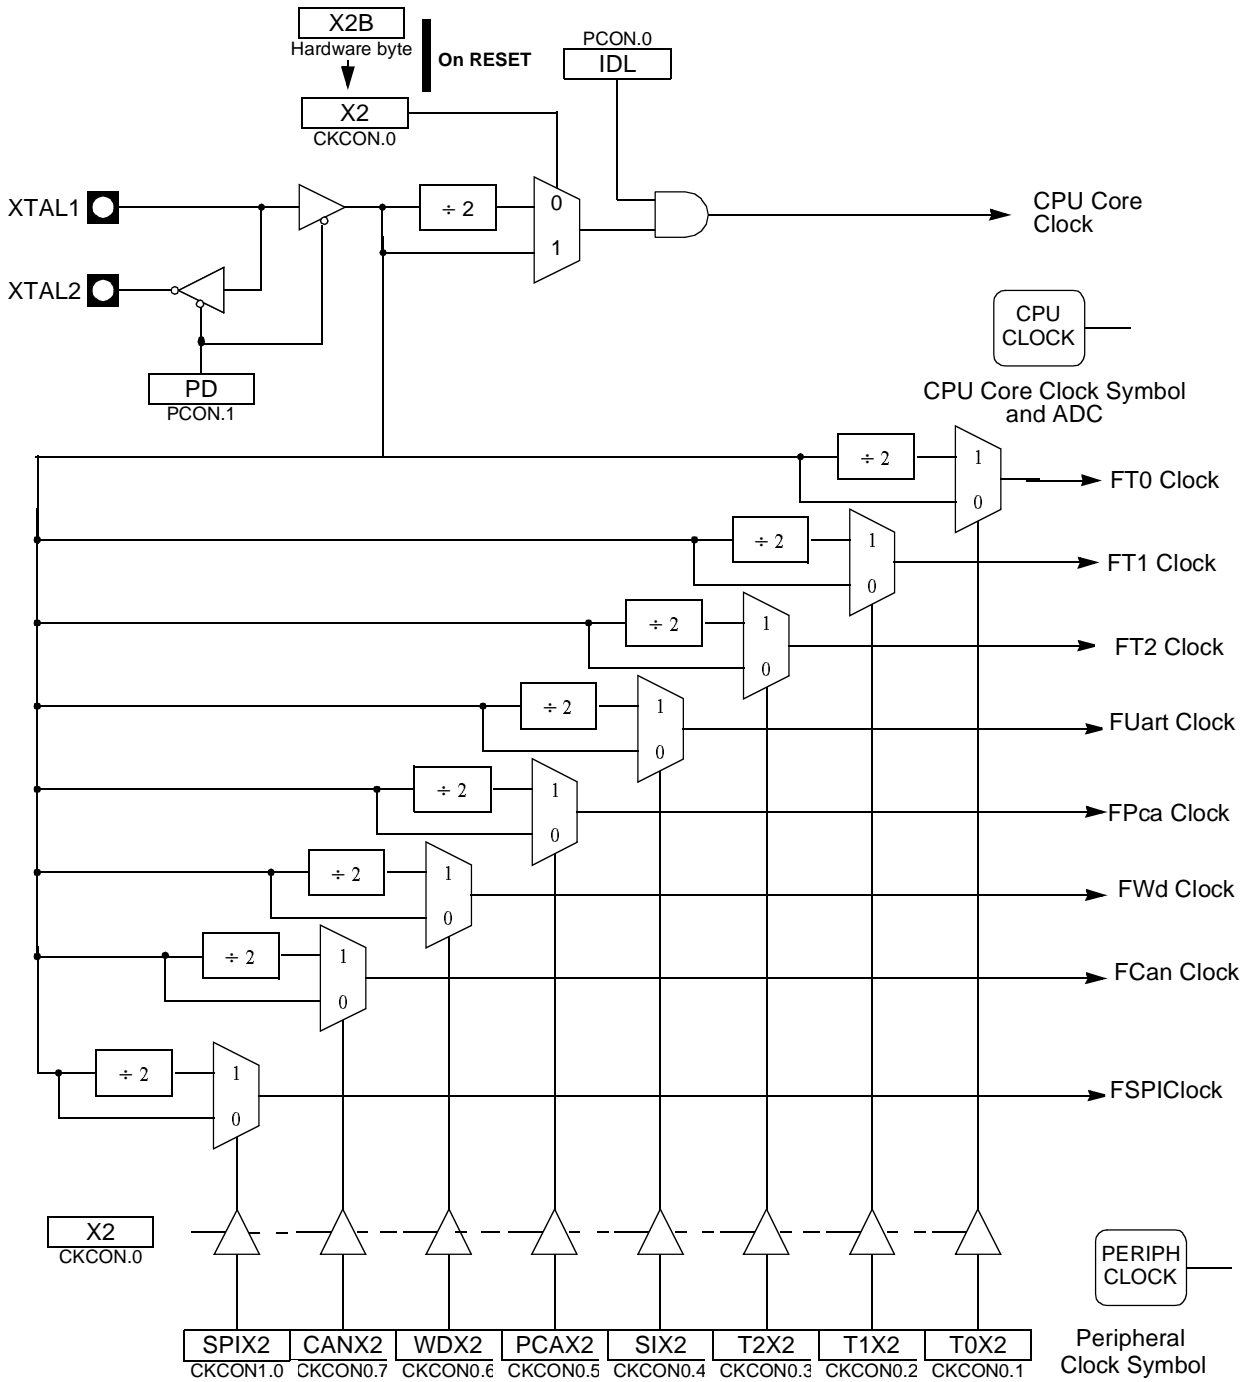 X2B
Hardware byte
On RESET
PCON.0
IDL
X2
CKCON.0
XTAL1
÷ 2
0
1
CPU Core
Clock
XTAL2
CPU
CLOCK
PD
PCON.1
CPU Core Clock Symbol
and ADC
÷ 2
1
0
FT0 Clock
÷ 2
1
0
FT1 Clock
÷ 2
1
0
FT2 Clock
÷ 2
1
0
FUart Clock
÷ 2
1
0
FPca Clock
÷ 2
1
0
FWd Clock
÷ 2
1
0
FCan Clock
÷ 2
1
0
FSPIClock
X2
CKCON.0
PERIPH
CLOCK
SPIX2 CANX2 WDX2 PCAX2 SIX2 T2X2 T1X2 T0X2
CKCON1.0 CKCON0.7 CKCON0.6 CKCON0.5 CKCON0.4 CKCON0.3 CKCON0.2 CKCON0.1
Peripheral
Clock Symbol